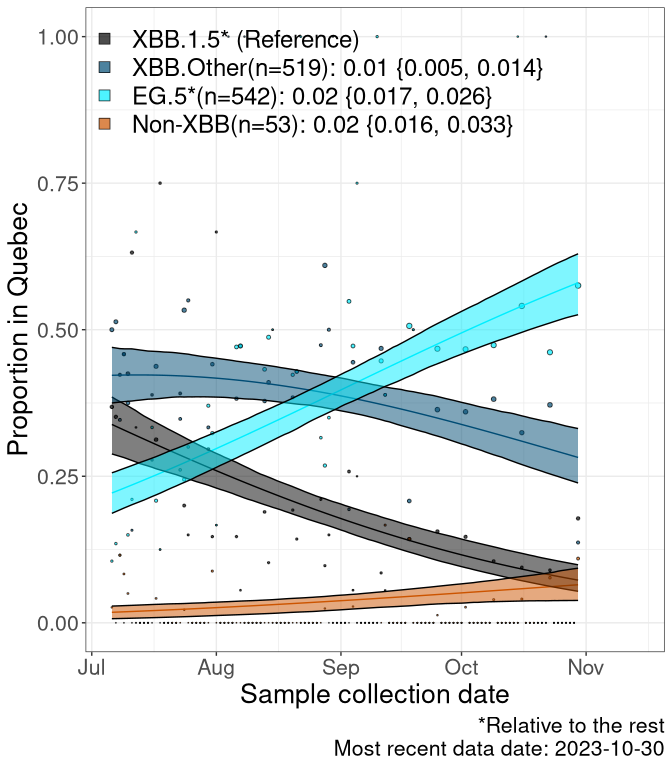 XBB.1.5* (Reference)
XBB.Other(n=519): 0.01 {0.005, 0.014}
EG.5*(n=542): 0.02 {0.017, 0.026}
Non-XBB(n=53): 0.02 {0.016, 0.033}
1.00
0.75
0.50
0.25
0.00
Proportion in Quebec
Jul Aug Sep Oct Nov
Sample collection date
*Relative to the rest
Most recent data date: 2023-10-30